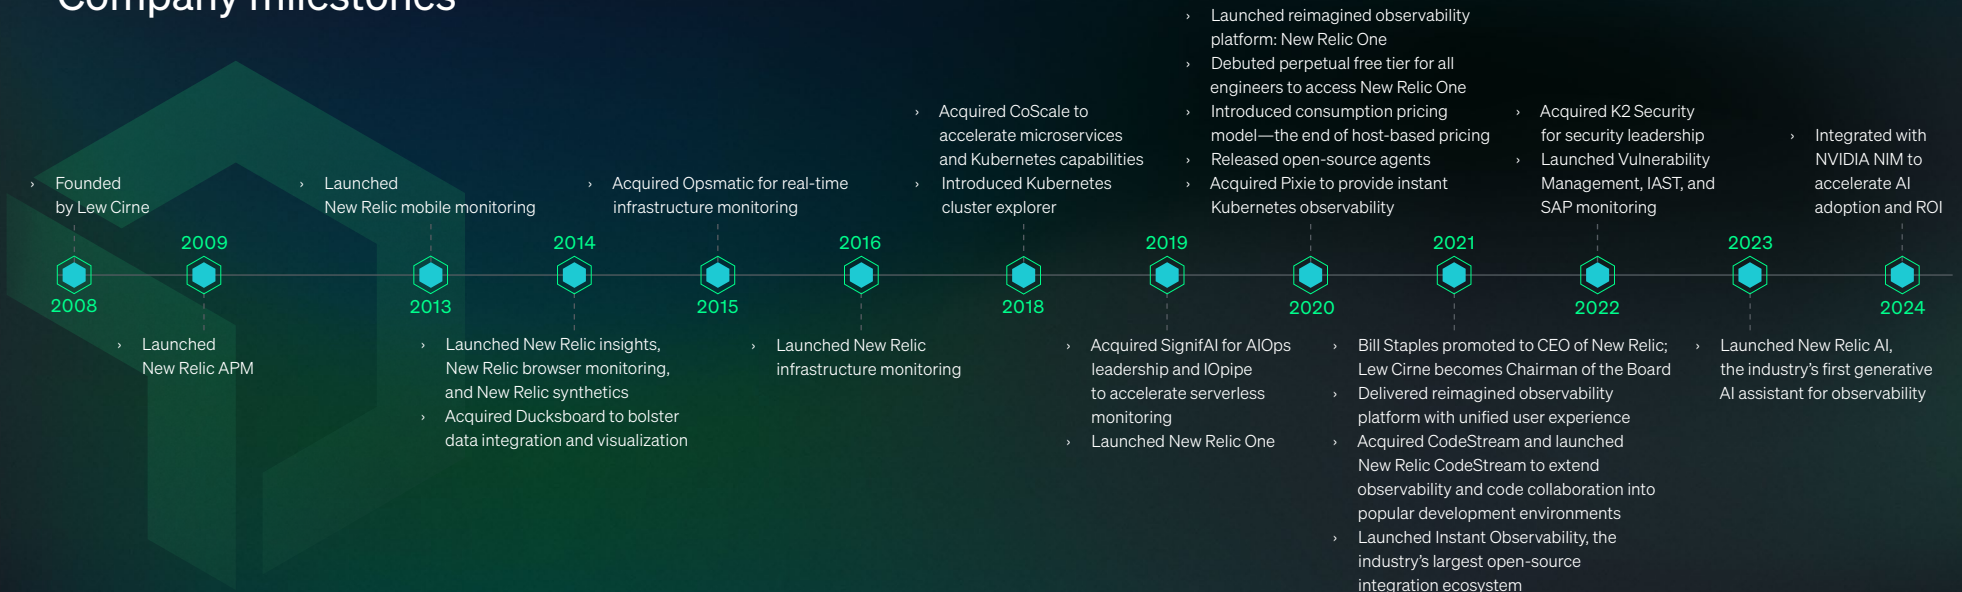 Company milestones
› Founded
by Lew Cirne
2008
2009
› Launched
New Relic APM
› Launched
New Relic mobile monitoring
2013
2014
› Launched New Relic insights,
New Relic browser monitoring,
and New Relic synthetics
› Acquired Ducksboard to bolster
data integration and visualization
› Acquired Opsmatic for real-time
infrastructure monitoring
2015
2016
› Launched New Relic
infrastructure monitoring
› Acquired CoScale to
accelerate microservices
and Kubernetes capabilities
› Introduced Kubernetes
cluster explorer
2018
2019
› Acquired SignifAI for AIOps
leadership and IOpipe
to accelerate serverless
monitoring
› Launched New Relic One
› Launched reimagined observability
platform: New Relic One
› Debuted perpetual free tier for all
engineers to access New Relic One
› Introduced consumption pricing
model—the end of host-based pricing
› Released open-source agents
› Acquired Pixie to provide instant
Kubernetes observability
2020
2021
› Bill Staples promoted to CEO of New Relic;
Lew Cirne becomes Chairman of the Board
› Delivered reimagined observability
platform with unified user experience
› Acquired CodeStream and launched
New Relic CodeStream to extend
observability and code collaboration into
popular development environments
› Launched Instant Observability, the
industry's largest open-source
integration ecosystem
› Acquired K2 Security
for security leadership
› Launched Vulnerability
Management, IAST, and
SAP monitoring
2022
2023
› Launched New Relic AI,
the industry's first generative
AI assistant for observability
› Integrated with
NVIDIA NIM to
accelerate AI
adoption and ROI
2024